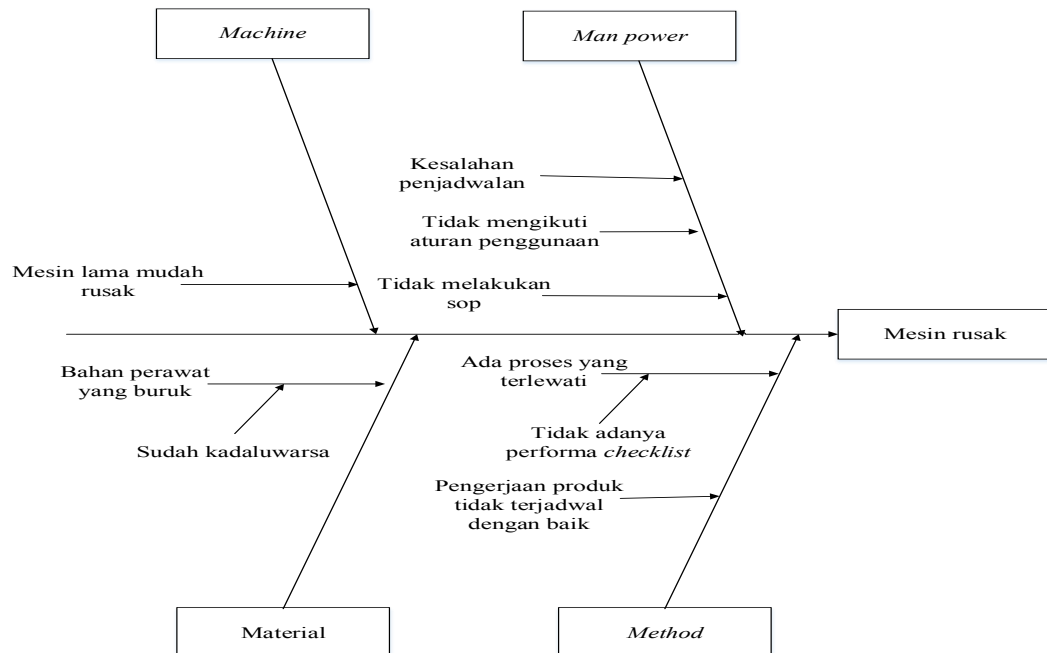 Machine
Man power
Kesalahan
penjadwalan
Tidak mengikuti
aturan penggunaan
Mesin lama mudah
rusak
Tidak melakukan
sop
Mesin rusak
Bahan perawat
yang buruk
Sudah kadaluwarsa
Ada proses yang
terlewati
Tidak adanya
performa checklist
Pengerjaan produk
tidak terjadwal
dengan baik
Material
Method